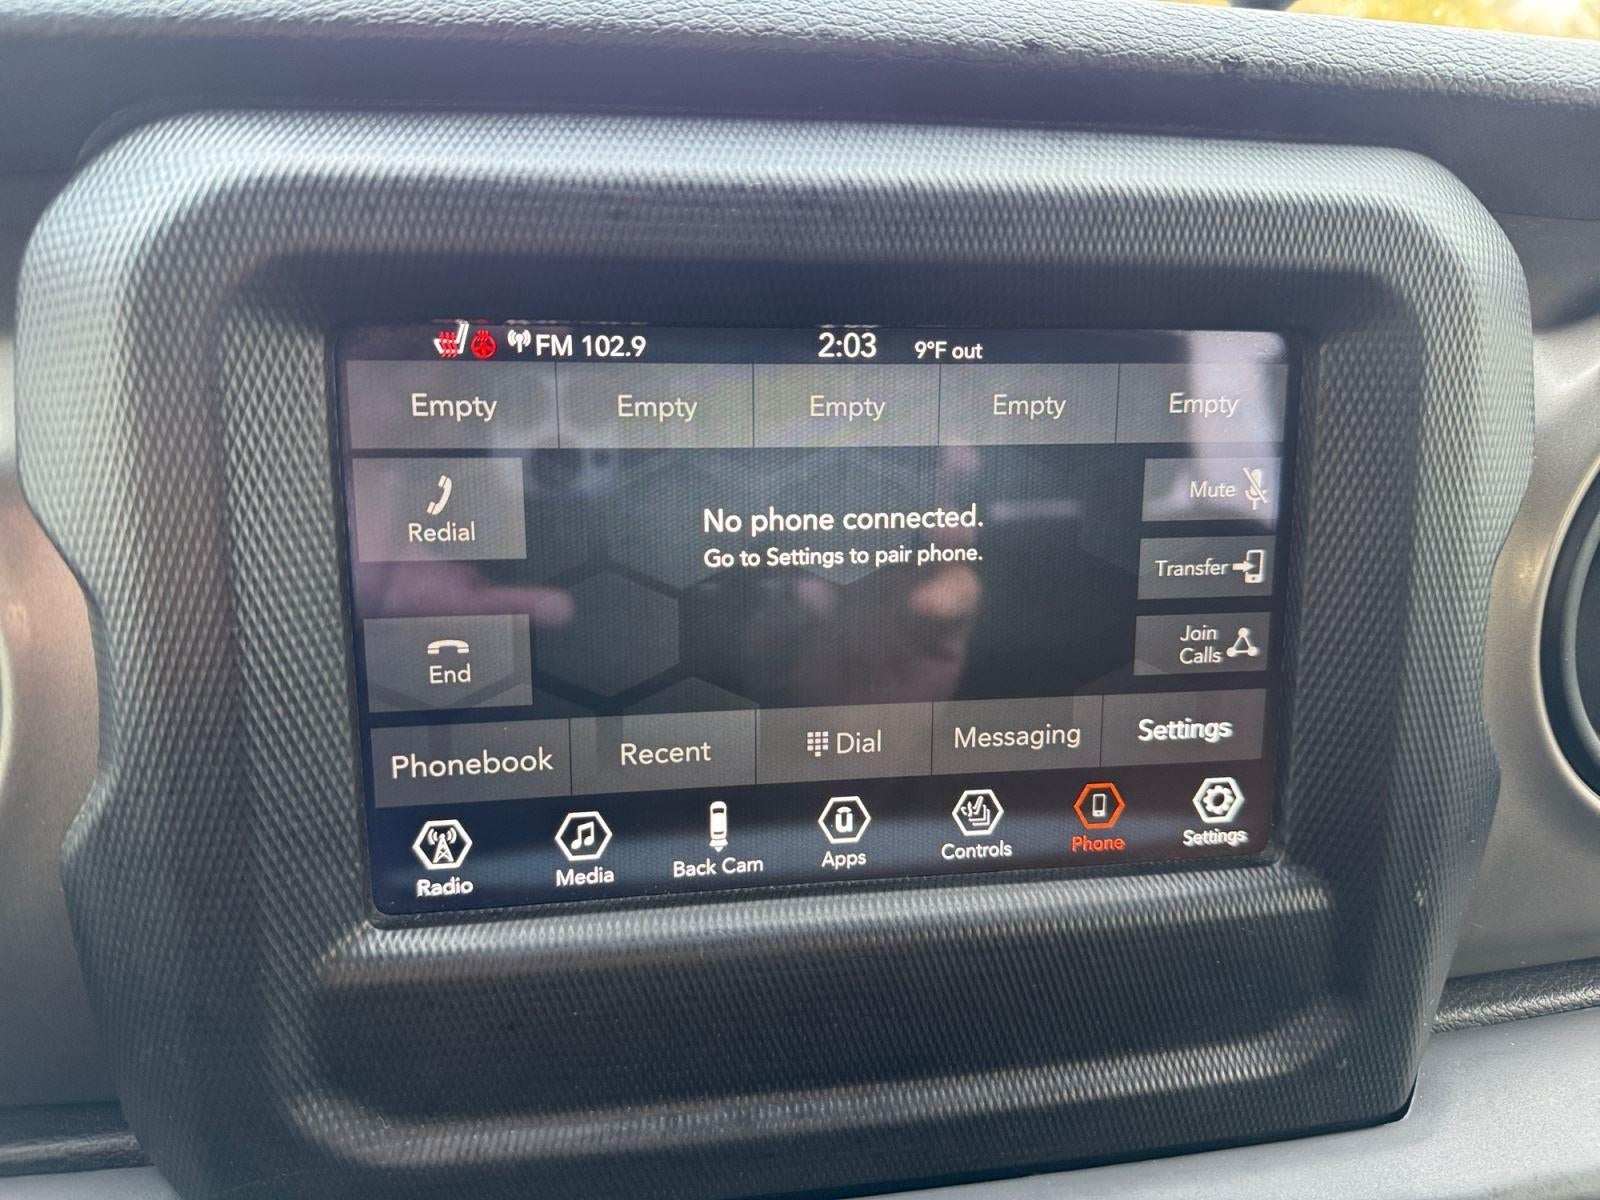 FM 102.9 2:03 9°F out
Empty Empty Empty Empty Empty
Redial
No phone connected.
Go to Settings to pair phone.
Mute
Transfer
End
Join
Calls
Phonebook Recent Dial Messaging Settings
Radio Media Back Cam Apps Controls Phone Settings